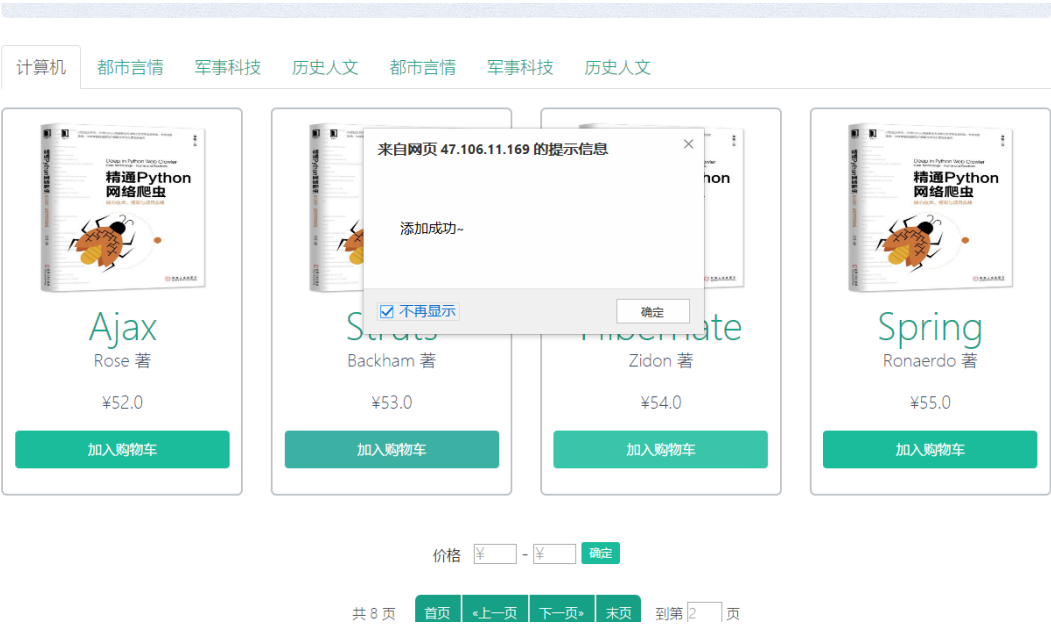 计算机 都市言情 军事科技 历史人文 都市言情 军事科技 历史人文
精通Python
网络爬虫
精通Python
网络爬虫
来自网页 47.106.11.169 的提示信息
添加成功~
不再显示 确定
Ajax
Rose 著
¥52.0
加入购物车
Struts
Backham 著
¥53.0
加入购物车
Hibernate
Zidon 著
¥54.0
加入购物车
Spring
Ronaerdo 著
¥55.0
加入购物车
价格 ¥ - ¥ 确定
共 8 页 首页 «上一页 下一页» 末页 到第 2 页